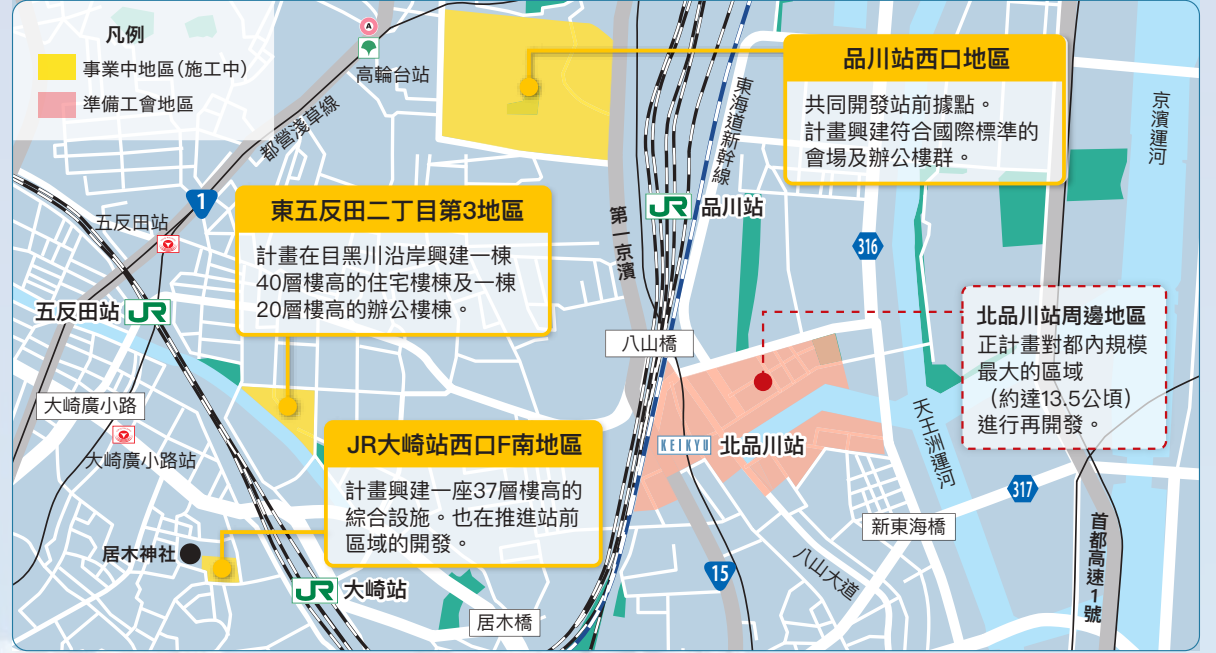 凡例
事業中地區(施工中)
準備工會地區
A
高輪台站
都營淺草線
品川站西口地區
共同開發站前據點。
計畫興建符合國際標準的
會場及辦公樓群。
東海道新幹線
京濱運河
1
五反田站
東五反田二丁目第3地區
計畫在目黑川沿岸興建一棟
40層樓高的住宅樓棟及一棟
20層樓高的辦公樓棟。
第一京濱
JR 品川站
316
五反田站 JR
八山橋
北品川站周邊地區
正計畫對都內規模
最大的區域
（約達13.5公頃）
進行再開發。
大崎廣小路
大崎廣小路站
JR大崎站西口F南地區
計畫興建一座37層樓高的
綜合設施。也在推進站前
區域的開發。
KEIKYU 北品川站
天王洲運河
317
新東海橋
首都高速1號
居木神社
八山大道
15
JR 大崎站
居木橋